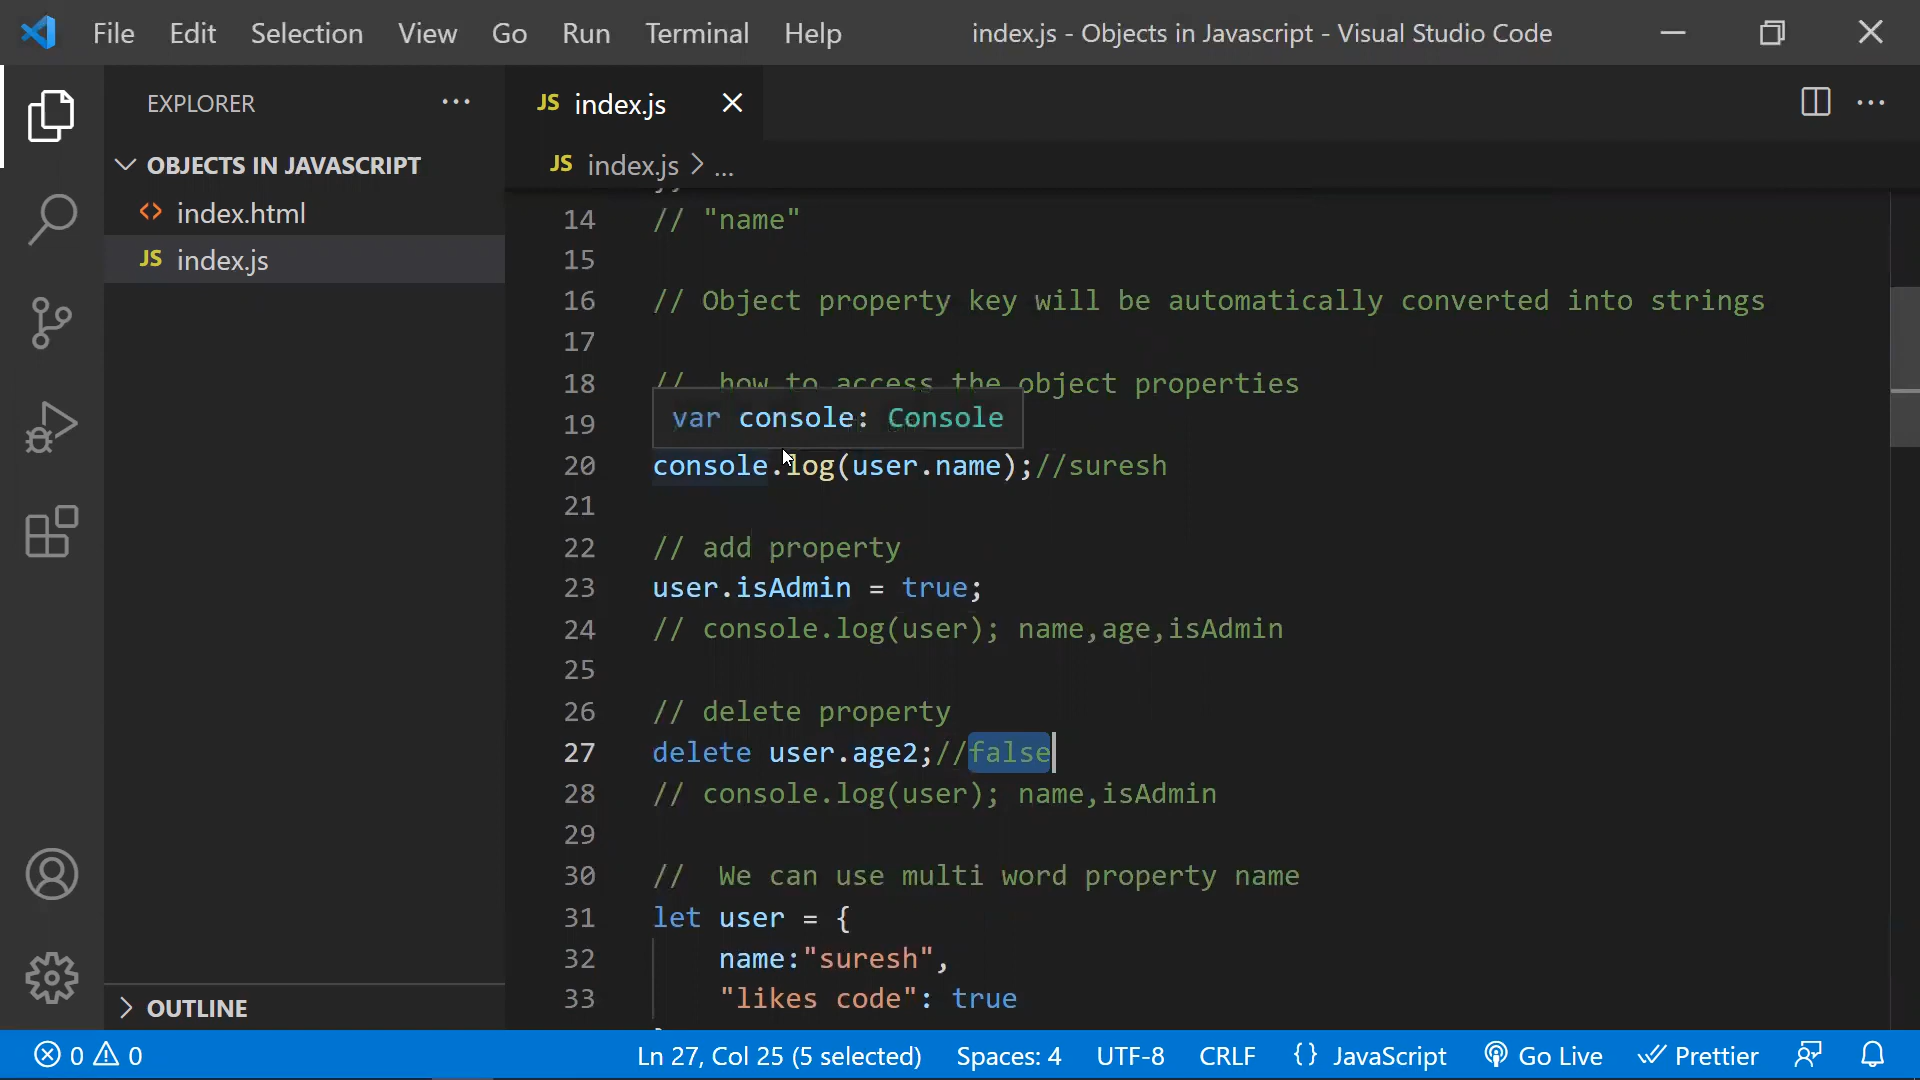 File Edit Selection View Go Run Terminal Help index.js - Objects in Javascript - Visual Studio Code
EXPLORER
OBJECTS IN JAVASCRIPT
index.html
JS index.js
OUTLINE
JS index.js
JS index.js > ...
14 // "name"
15
16 // Object property key will be automatically converted into strings
17
18 //  how to access the object properties
19
var console: Console
20 console.log(user.name);//suresh
21
22 // add property
23 user.isAdmin = true;
24 // console.log(user); name,age,isAdmin
25
26 // delete property
27 delete user.age2;//false
28 // console.log(user); name,isAdmin
29
30 //  We can use multi word property name
31 let user = {
32     name:"suresh",
33     "likes code": true
0 0 Ln 27, Col 25 (5 selected) Spaces: 4 UTF-8 CRLF {} JavaScript Go Live Prettier